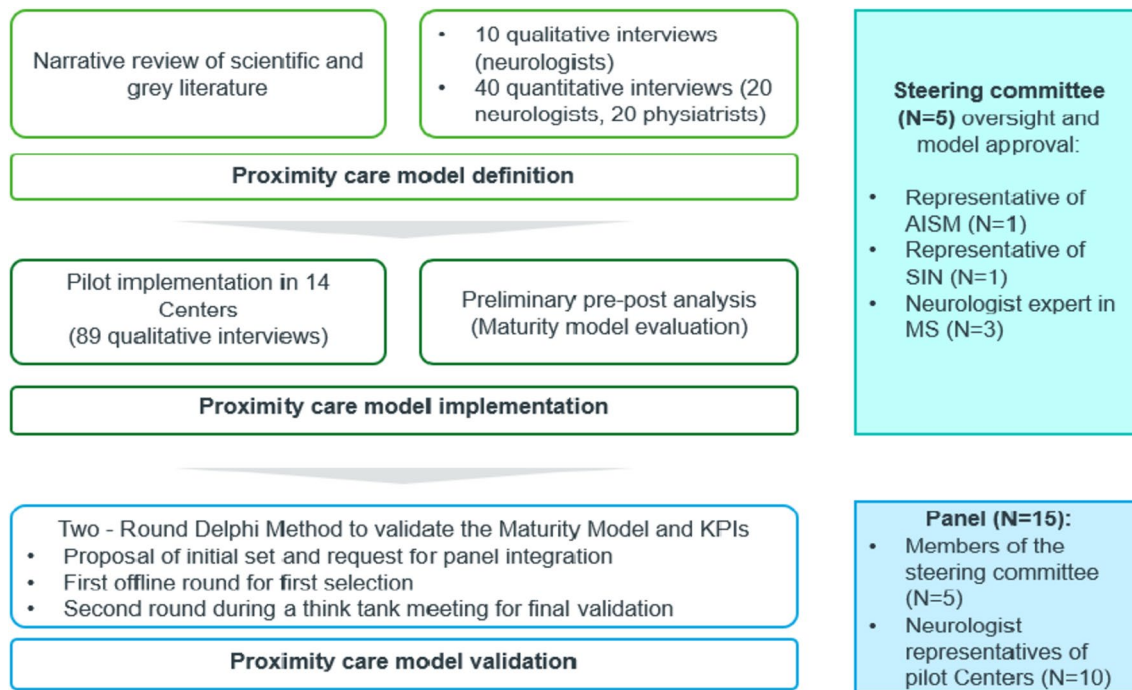 Narrative review of scientific and
grey literature
• 10 qualitative interviews
(neurologists)
• 40 quantitative interviews (20
neurologists, 20 physiatrists)
Proximity care model definition
Pilot implementation in 14
Centers
(89 qualitative interviews)
Preliminary pre-post analysis
(Maturity model evaluation)
Proximity care model implementation
Steering committee
(N=5) oversight and
model approval:
• Representative of
AISM (N=1)
• Representative of
SIN (N=1)
• Neurologist expert in
MS (N=3)
Two - Round Delphi Method to validate the Maturity Model and KPIs
• Proposal of initial set and request for panel integration
• First offline round for first selection
• Second round during a think tank meeting for final validation
Proximity care model validation
Panel (N=15):
• Members of the
steering committee
(N=5)
• Neurologist
representatives of
pilot Centers (N=10)